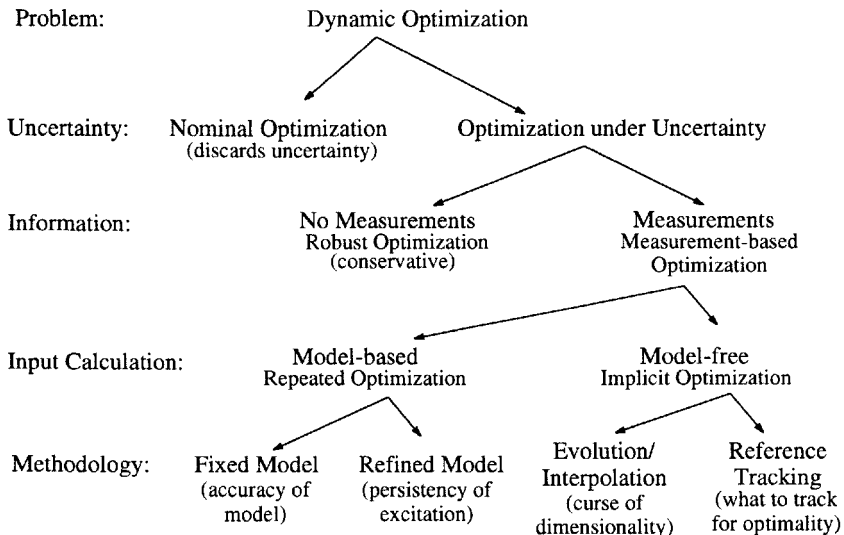 Problem: Dynamic Optimization
Uncertainty: Nominal Optimization Optimization under Uncertainty
(discards uncertainty)
Information: No Measurements Measurements
Robust Optimization Measurement-based
(conservative) Optimization
Input Calculation: Model-based Model-free
Repeated Optimization Implicit Optimization
Methodology: Fixed Model Refined Model Evolution/ Reference
(accuracy of (persistency of Interpolation Tracking
model) excitation) (curse of (what to track
dimensionality) for optimality)